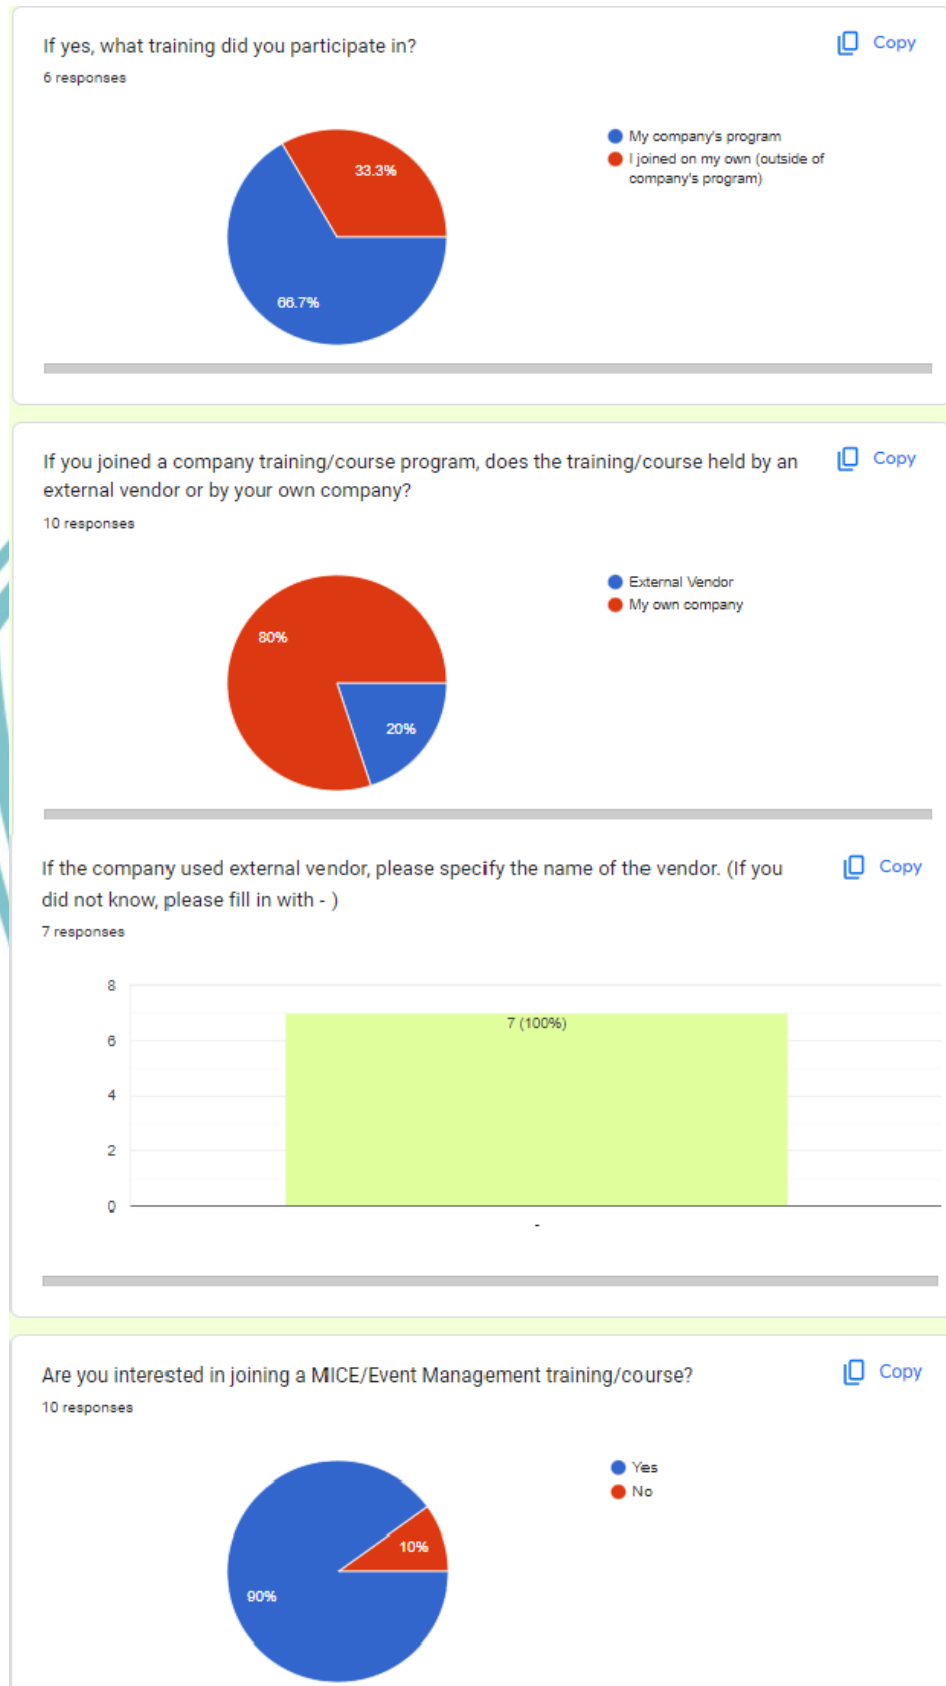 If yes, what training did you participate in?
Copy
6 responses
My company's program
I joined on my own (outside of
company's program)
33.3%
66.7%
If you joined a company training/course program, does the training/course held by an
external vendor or by your own company?
Copy
10 responses
External Vendor
My own company
80%
20%
If the company used external vendor, please specify the name of the vendor. (If you
did not know, please fill in with - )
Copy
7 responses
8
6
4
2
0
7 (100%)
-
Are you interested in joining a MICE/Event Management training/course?
Copy
10 responses
Yes
No
10%
90%